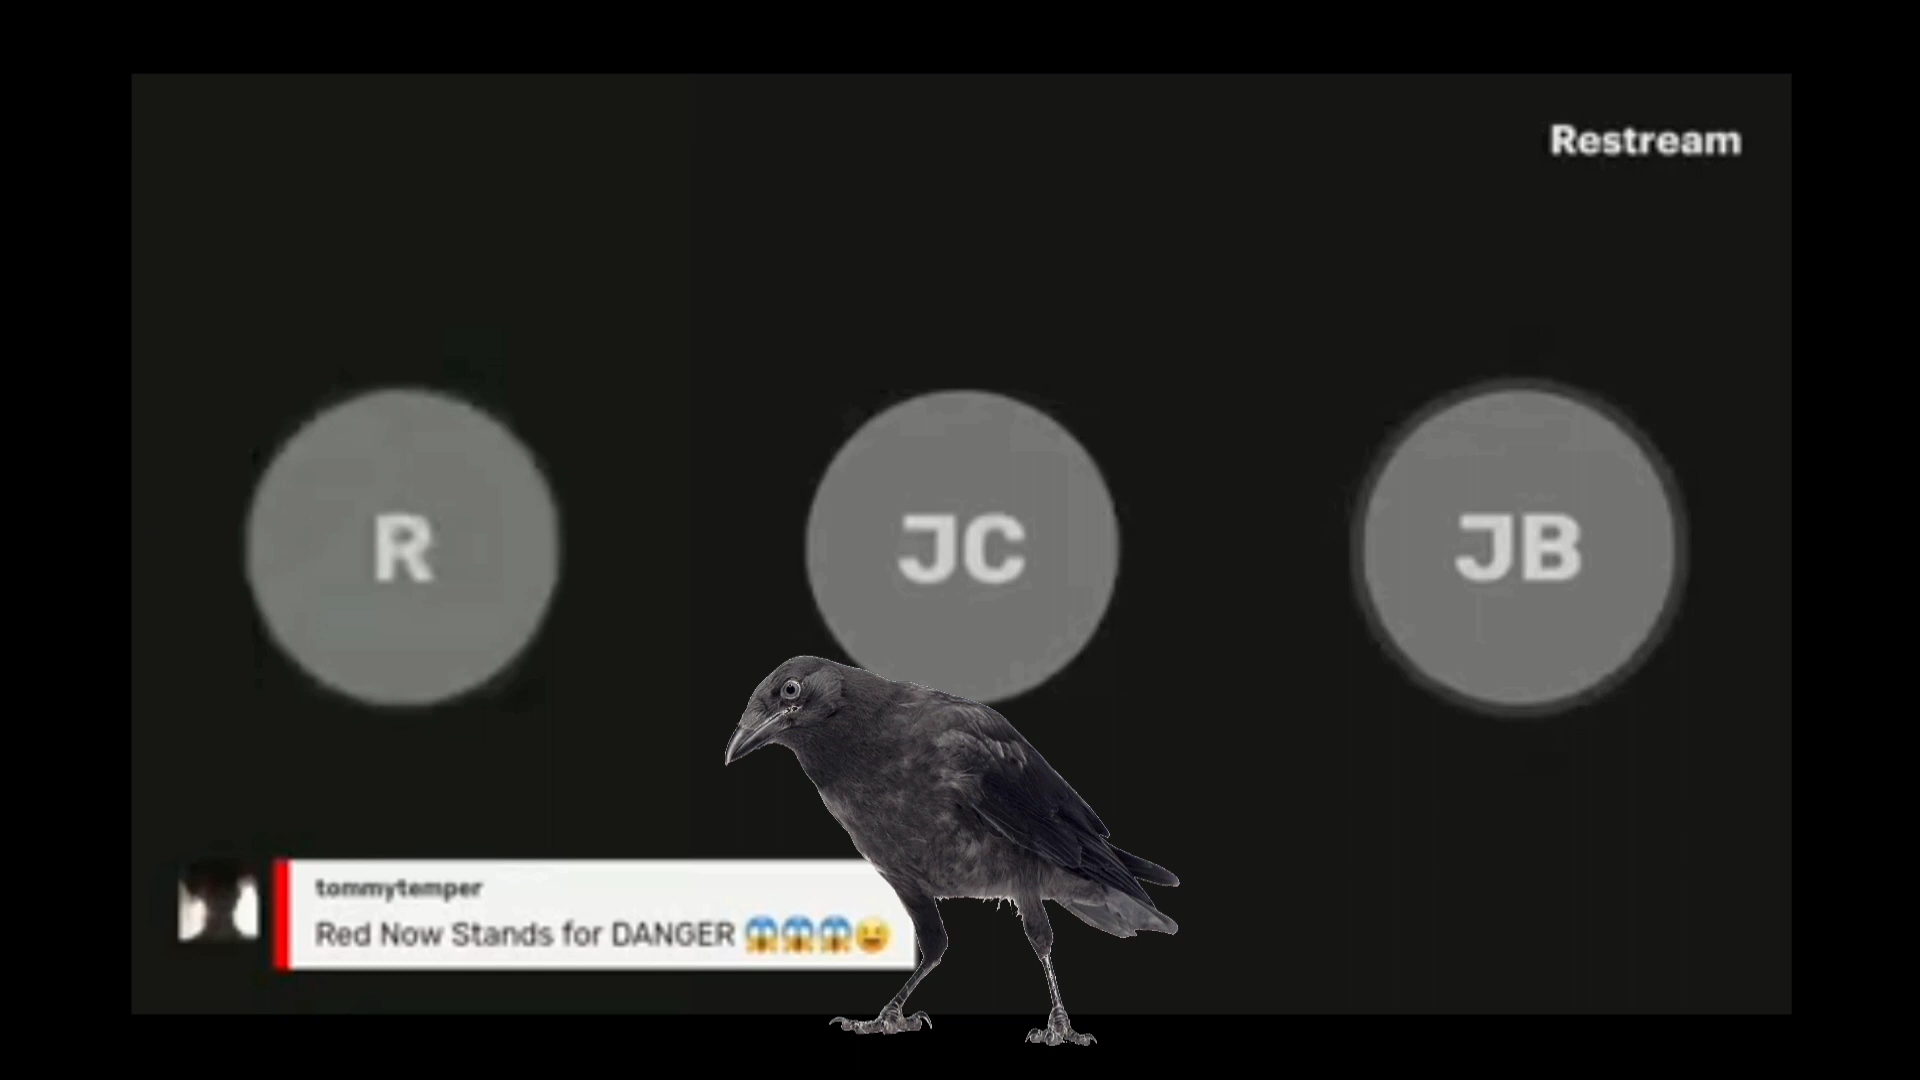 Restream
R
JC
JB
tommytemper
Red Now Stands for DANGER 😱😱😱😀